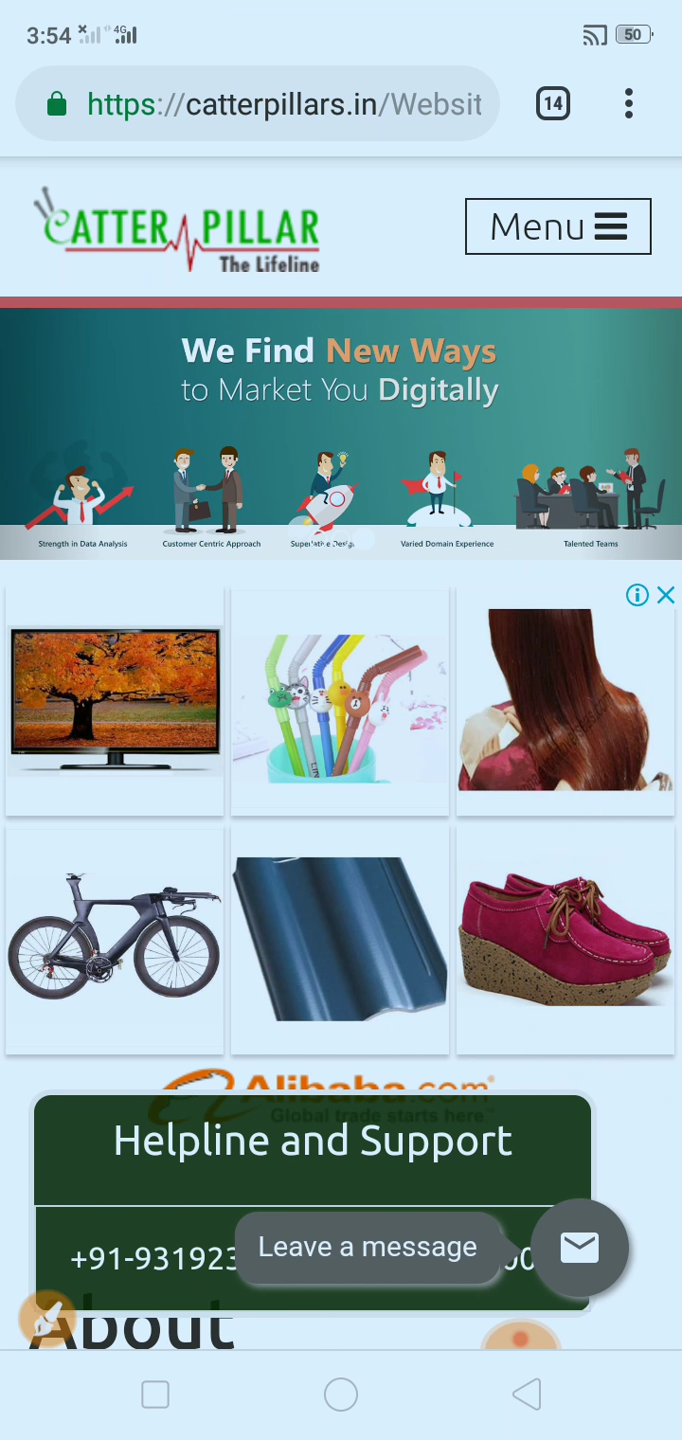 3:54 4G 50
https://catterpillars.in/Websit 14
CATTER PILLAR
The Lifeline
Menu
We Find New Ways
to Market You Digitally
Strength in Data Analysis Customer Centric Approach Varied Domain Experience Talented Teams
LINE
Alibaba.com
Global trade starts here™
Helpline and Support
+91-931923
Leave a message
About